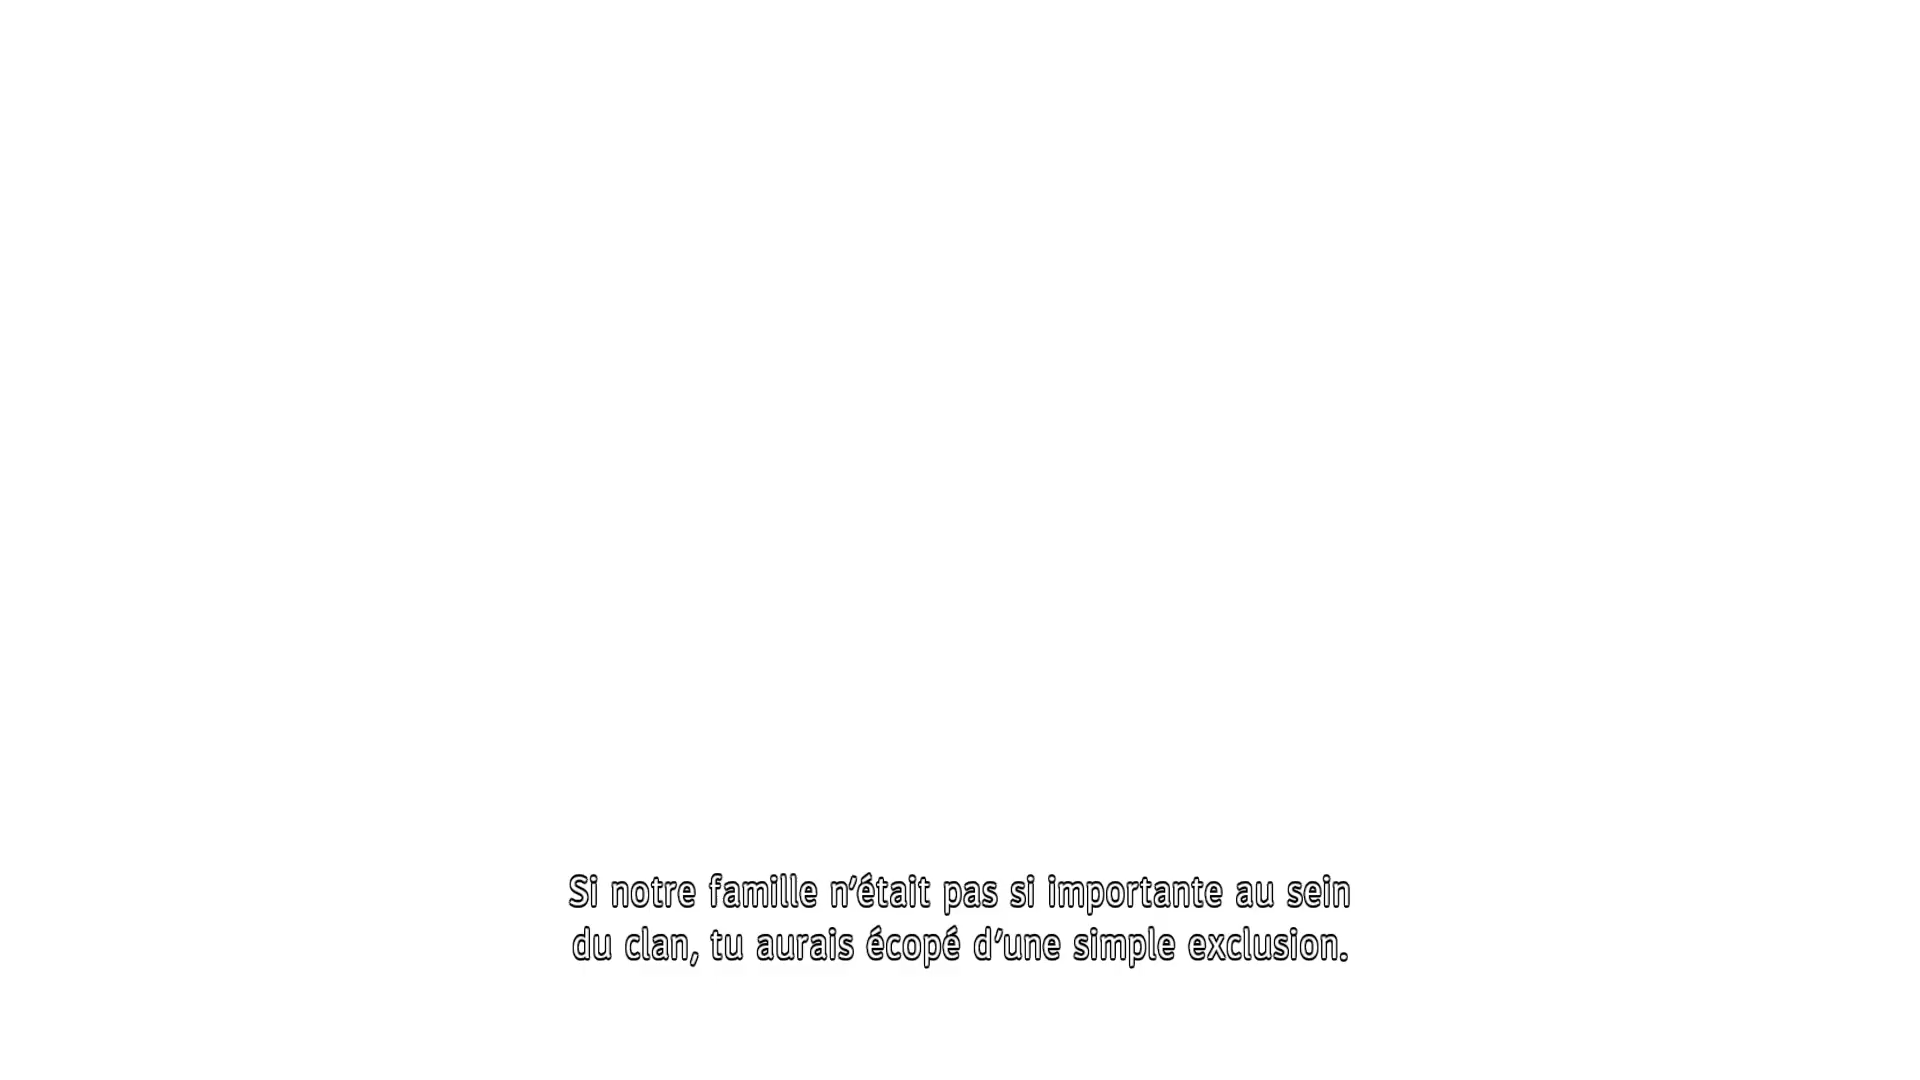 Si notre famille n’était pas si importante au sein
du clan, tu aurais écopé d’une simple exclusion.